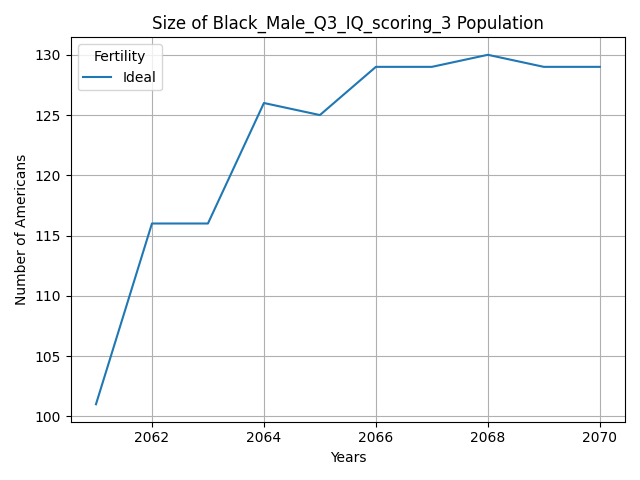 Size of Black_Male_Q3_IQ_scoring_3 Population
Fertility
Ideal
130
125
120
115
110
105
100
Number of Americans
2062 2064 2066 2068 2070
Years